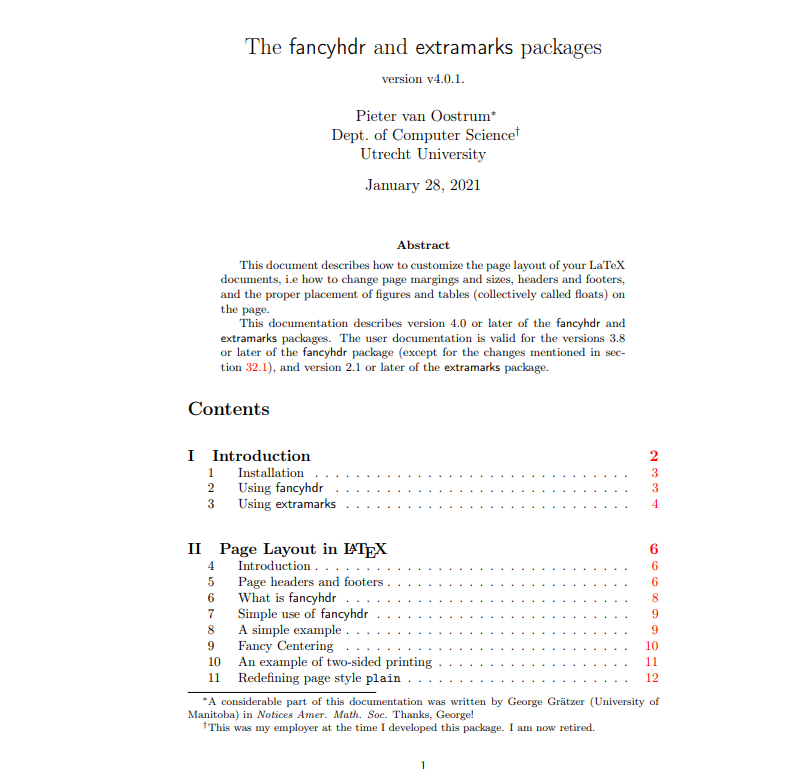 The fancyhdr and extramarks packages
version v4.0.1.
Pieter van Oostrum*
Dept. of Computer Science†
Utrecht University
January 28, 2021
Abstract
This document describes how to customize the page layout of your LaTeX
documents, i.e how to change page margings and sizes, headers and footers,
and the proper placement of figures and tables (collectively called floats) on
the page.
This documentation describes version 4.0 or later of the fancyhdr and
extramarks packages. The user documentation is valid for the versions 3.8
or later of the fancyhdr package (except for the changes mentioned in sec-
tion 32.1), and version 2.1 or later of the extramarks package.
Contents
I Introduction 2
1 Installation . . . . . . . . . . . . . . . . . . . . . . . . . . . . . . . 3
2 Using fancyhdr . . . . . . . . . . . . . . . . . . . . . . . . . . . . . 3
3 Using extramarks . . . . . . . . . . . . . . . . . . . . . . . . . . . . 4
II Page Layout in LATEX 6
4 Introduction . . . . . . . . . . . . . . . . . . . . . . . . . . . . . . . 6
5 Page headers and footers . . . . . . . . . . . . . . . . . . . . . . . . 6
6 What is fancyhdr . . . . . . . . . . . . . . . . . . . . . . . . . . . . 8
7 Simple use of fancyhdr . . . . . . . . . . . . . . . . . . . . . . . . . 9
8 A simple example . . . . . . . . . . . . . . . . . . . . . . . . . . . . 9
9 Fancy Centering . . . . . . . . . . . . . . . . . . . . . . . . . . . . 10
10 An example of two-sided printing . . . . . . . . . . . . . . . . . . . 11
11 Redefining page style plain . . . . . . . . . . . . . . . . . . . . . . 12
*A considerable part of this documentation was written by George Grätzer (University of
Manitoba) in Notices Amer. Math. Soc. Thanks, George!
†This was my employer at the time I developed this package. I am now retired.
1